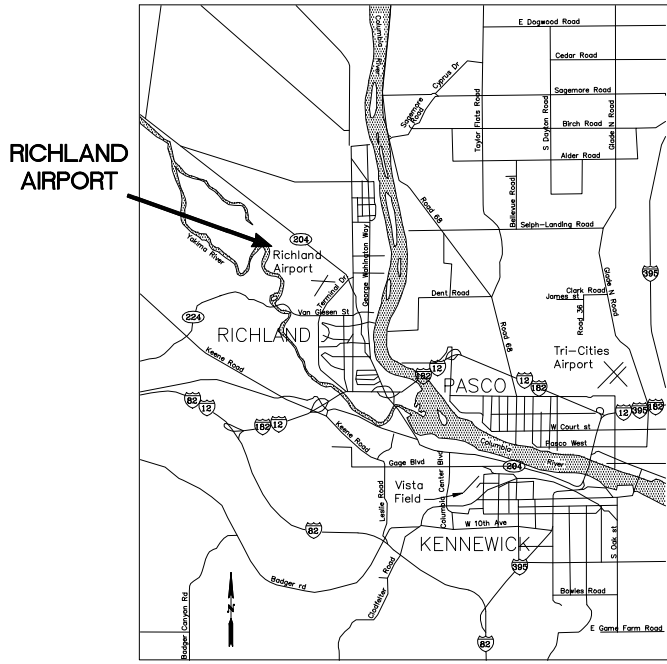 E Dogwood Road
Columbia
River
Cyprus Dr
Cedar Road
Sagemore Road
Sagemore
Road
Taylor Flats Road
S Dayton Road
Glade N Road
Birch Road
RICHLAND
AIRPORT
Alder Road
Bellevue Road
Road 68
George Wahington Way
Selph-Landing Road
Yakima River
204
Richland
Airport
Terminal Dr
395
Glade N
Road
Dent Road
Clark Road
James st
Road 36
224
Van Giesen St
RICHLAND
Road 68
Keene Road
Tri-Cities
Airport
12
182
PASCO
12
182
82
12
182
12
12
395
182
W Court st
Pasco West
Keene Road
Columbia
River
Gage Blvd
204
Columbia Center Blvd
Vista
Field
Leslie Road
W 10th Ave
82
KENNEWICK
S Oak st
395
Badger rd
Clodfelter Road
Bowles Road
Badger Canyon Rd
N
E Game Farm Road
82